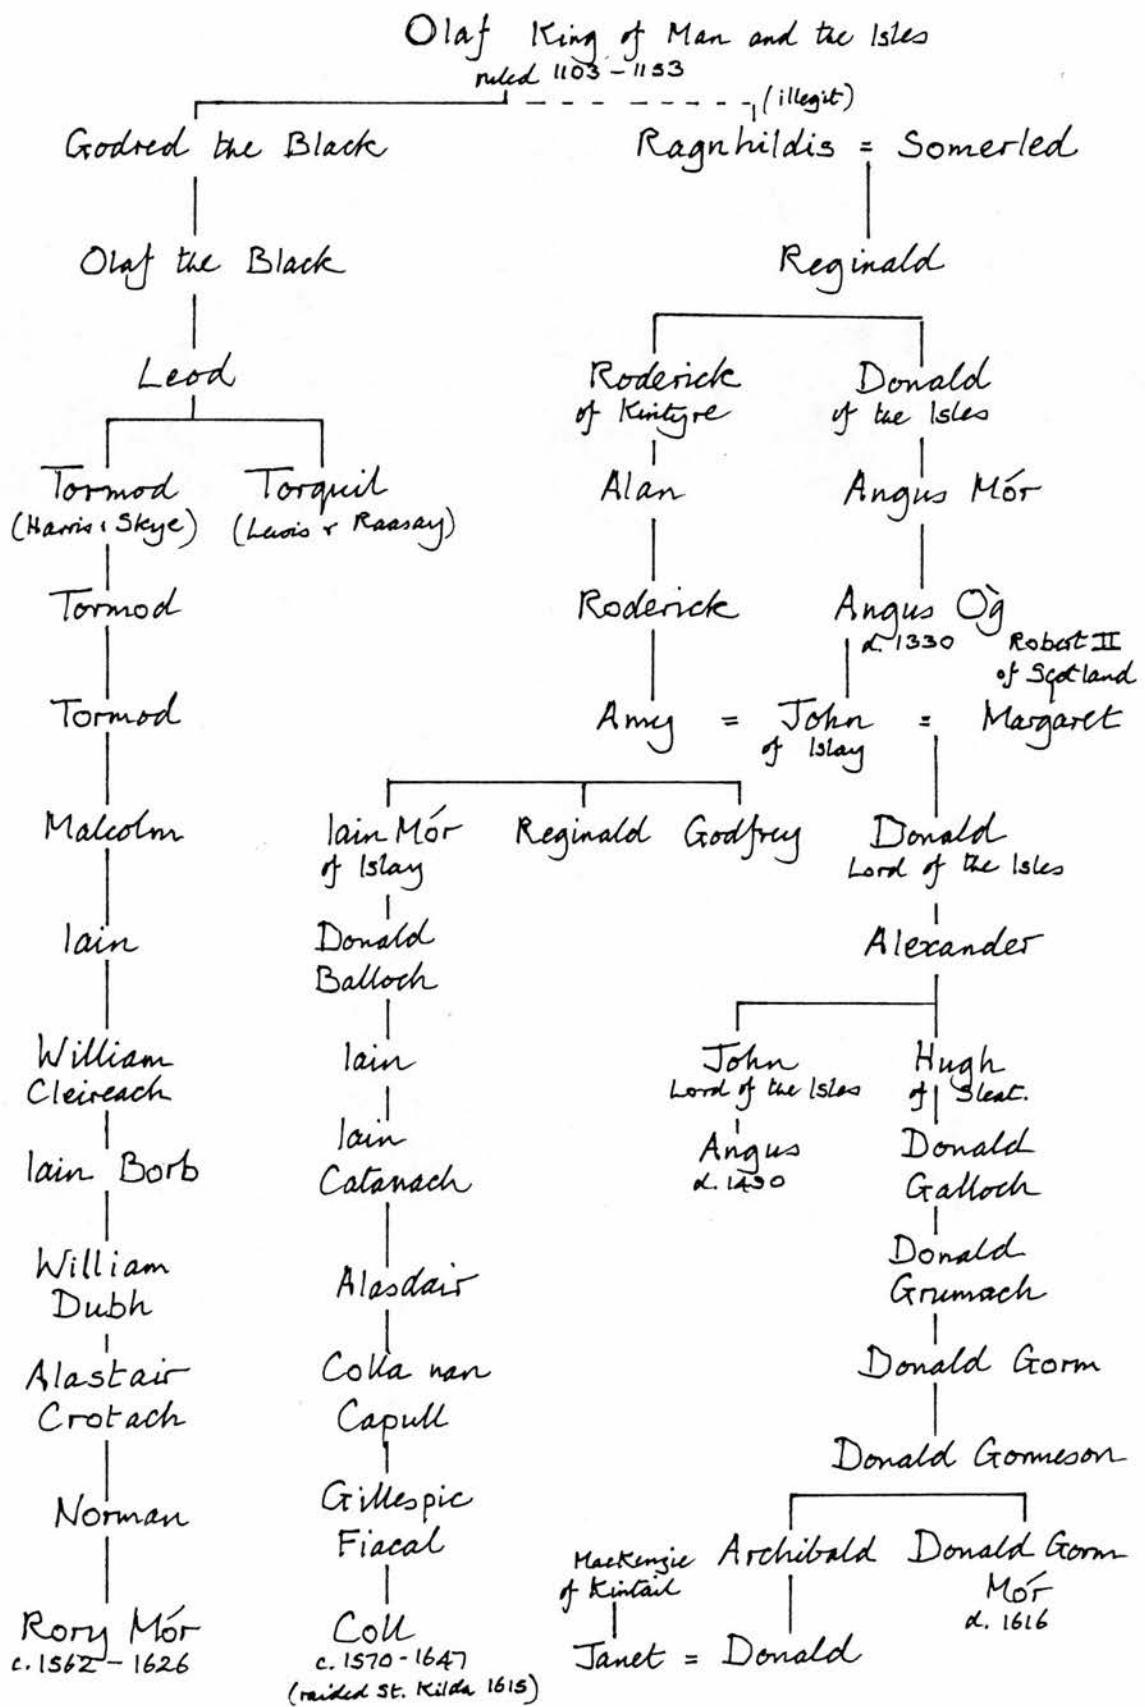 Olaf King of Man and the Isles
ruled 1103 - 1153
(illegit)
Godred the Black
Ragnhildis = Somerled
Olaf the Black
Reginald
Leod
Roderick
of Kintyre
Donald
of the Isles
Tormod
(Harris & Skye)
Torquil
(Lewis & Raasay)
Alan
Angus Mór
Tormod
Roderick
Angus Òg
d. 1330
Robert II
of Scotland
Tormod
Amy = John = Margaret
of Islay
Malcolm
Iain Mór
of Islay
Reginald
Godfrey
Donald
Lord of the Isles
Iain
Donald
Balloch
Alexander
William
Cleireach
Iain
John
Lord of the Isles
Hugh
of Sleat.
Iain Borb
Iain
Catanach
Angus
d. 1490
Donald
Galloch
William
Dubh
Alasdair
Donald
Grumach
Alastair
Crotach
Colla nan
Capull
Donald Gorm
Donald Gormeson
Norman
Gillespic
Fiacal
MacKenzie
of Kintail
Archibald
Donald Gorm
Mór
d. 1616
Rory Mór
c. 1562 - 1626
Coll
c. 1570 - 1647
(raided St. Kilda 1615)
Janet = Donald